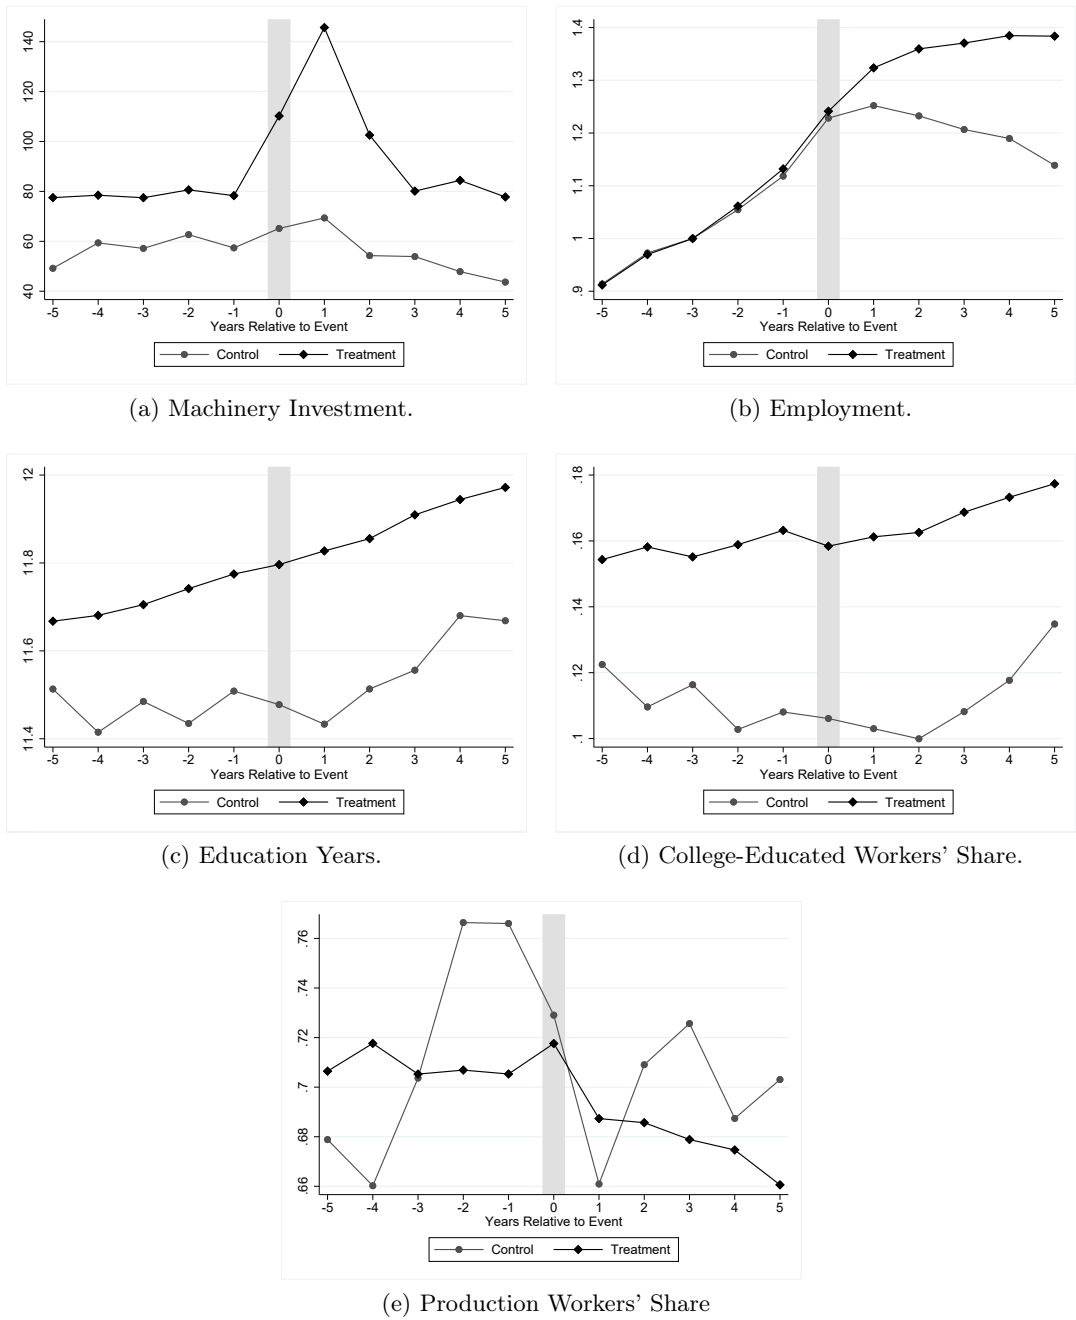 140
120
100
80
60
40
-5 -4 -3 -2 -1 0 1 2 3 4 5
Years Relative to Event
Control Treatment
(a) Machinery Investment.
1.4
1.3
1.2
1.1
1
.9
-5 -4 -3 -2 -1 0 1 2 3 4 5
Years Relative to Event
Control Treatment
(b) Employment.
12
11.8
11.6
11.4
-5 -4 -3 -2 -1 0 1 2 3 4 5
Years Relative to Event
Control Treatment
(c) Education Years.
.18
.16
.14
.12
.1
-5 -4 -3 -2 -1 0 1 2 3 4 5
Years Relative to Event
Control Treatment
(d) College-Educated Workers' Share.
.76
.74
.72
.7
.68
.66
-5 -4 -3 -2 -1 0 1 2 3 4 5
Years Relative to Event
Control Treatment
(e) Production Workers' Share